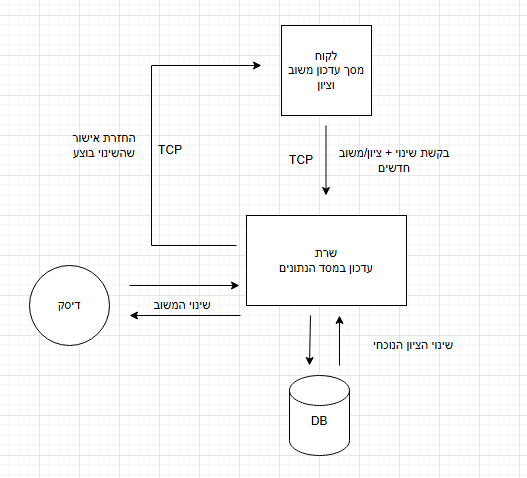 לקוח
מסך עדכון משוב
וציון
החזרת אישור
שהשינוי בוצע
TCP
TCP
בקשת שינוי + ציון/משוב
חדשים
שרת
עדכון במסד הנתונים
דיסק
שינוי המשוב
שינוי הציון הנוכחי
DB